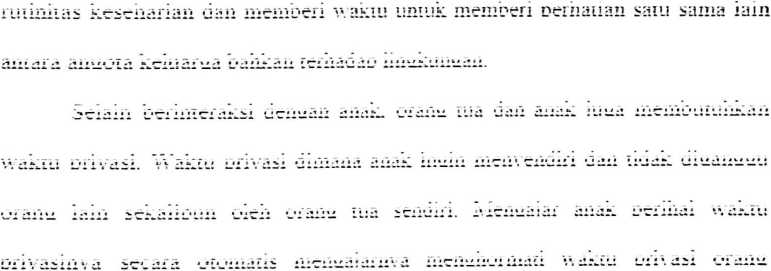 rutinitas keseharian dan memberi waktu untuk memberi perhatian satu sama lain
antara anggota keluarga bahkan terhadap lingkungan.
Selain berinteraksi dengan anak, orang tua dan anak juga membutuhkan
waktu privasi. Waktu privasi dimana anak ingin menyendiri dan tidak diganggu
orang lain sekalipun oleh orang tua sendiri. Mengajar anak perihal waktu
privasinya secara otomatis mengajarnya menghormati waktu privasi orang